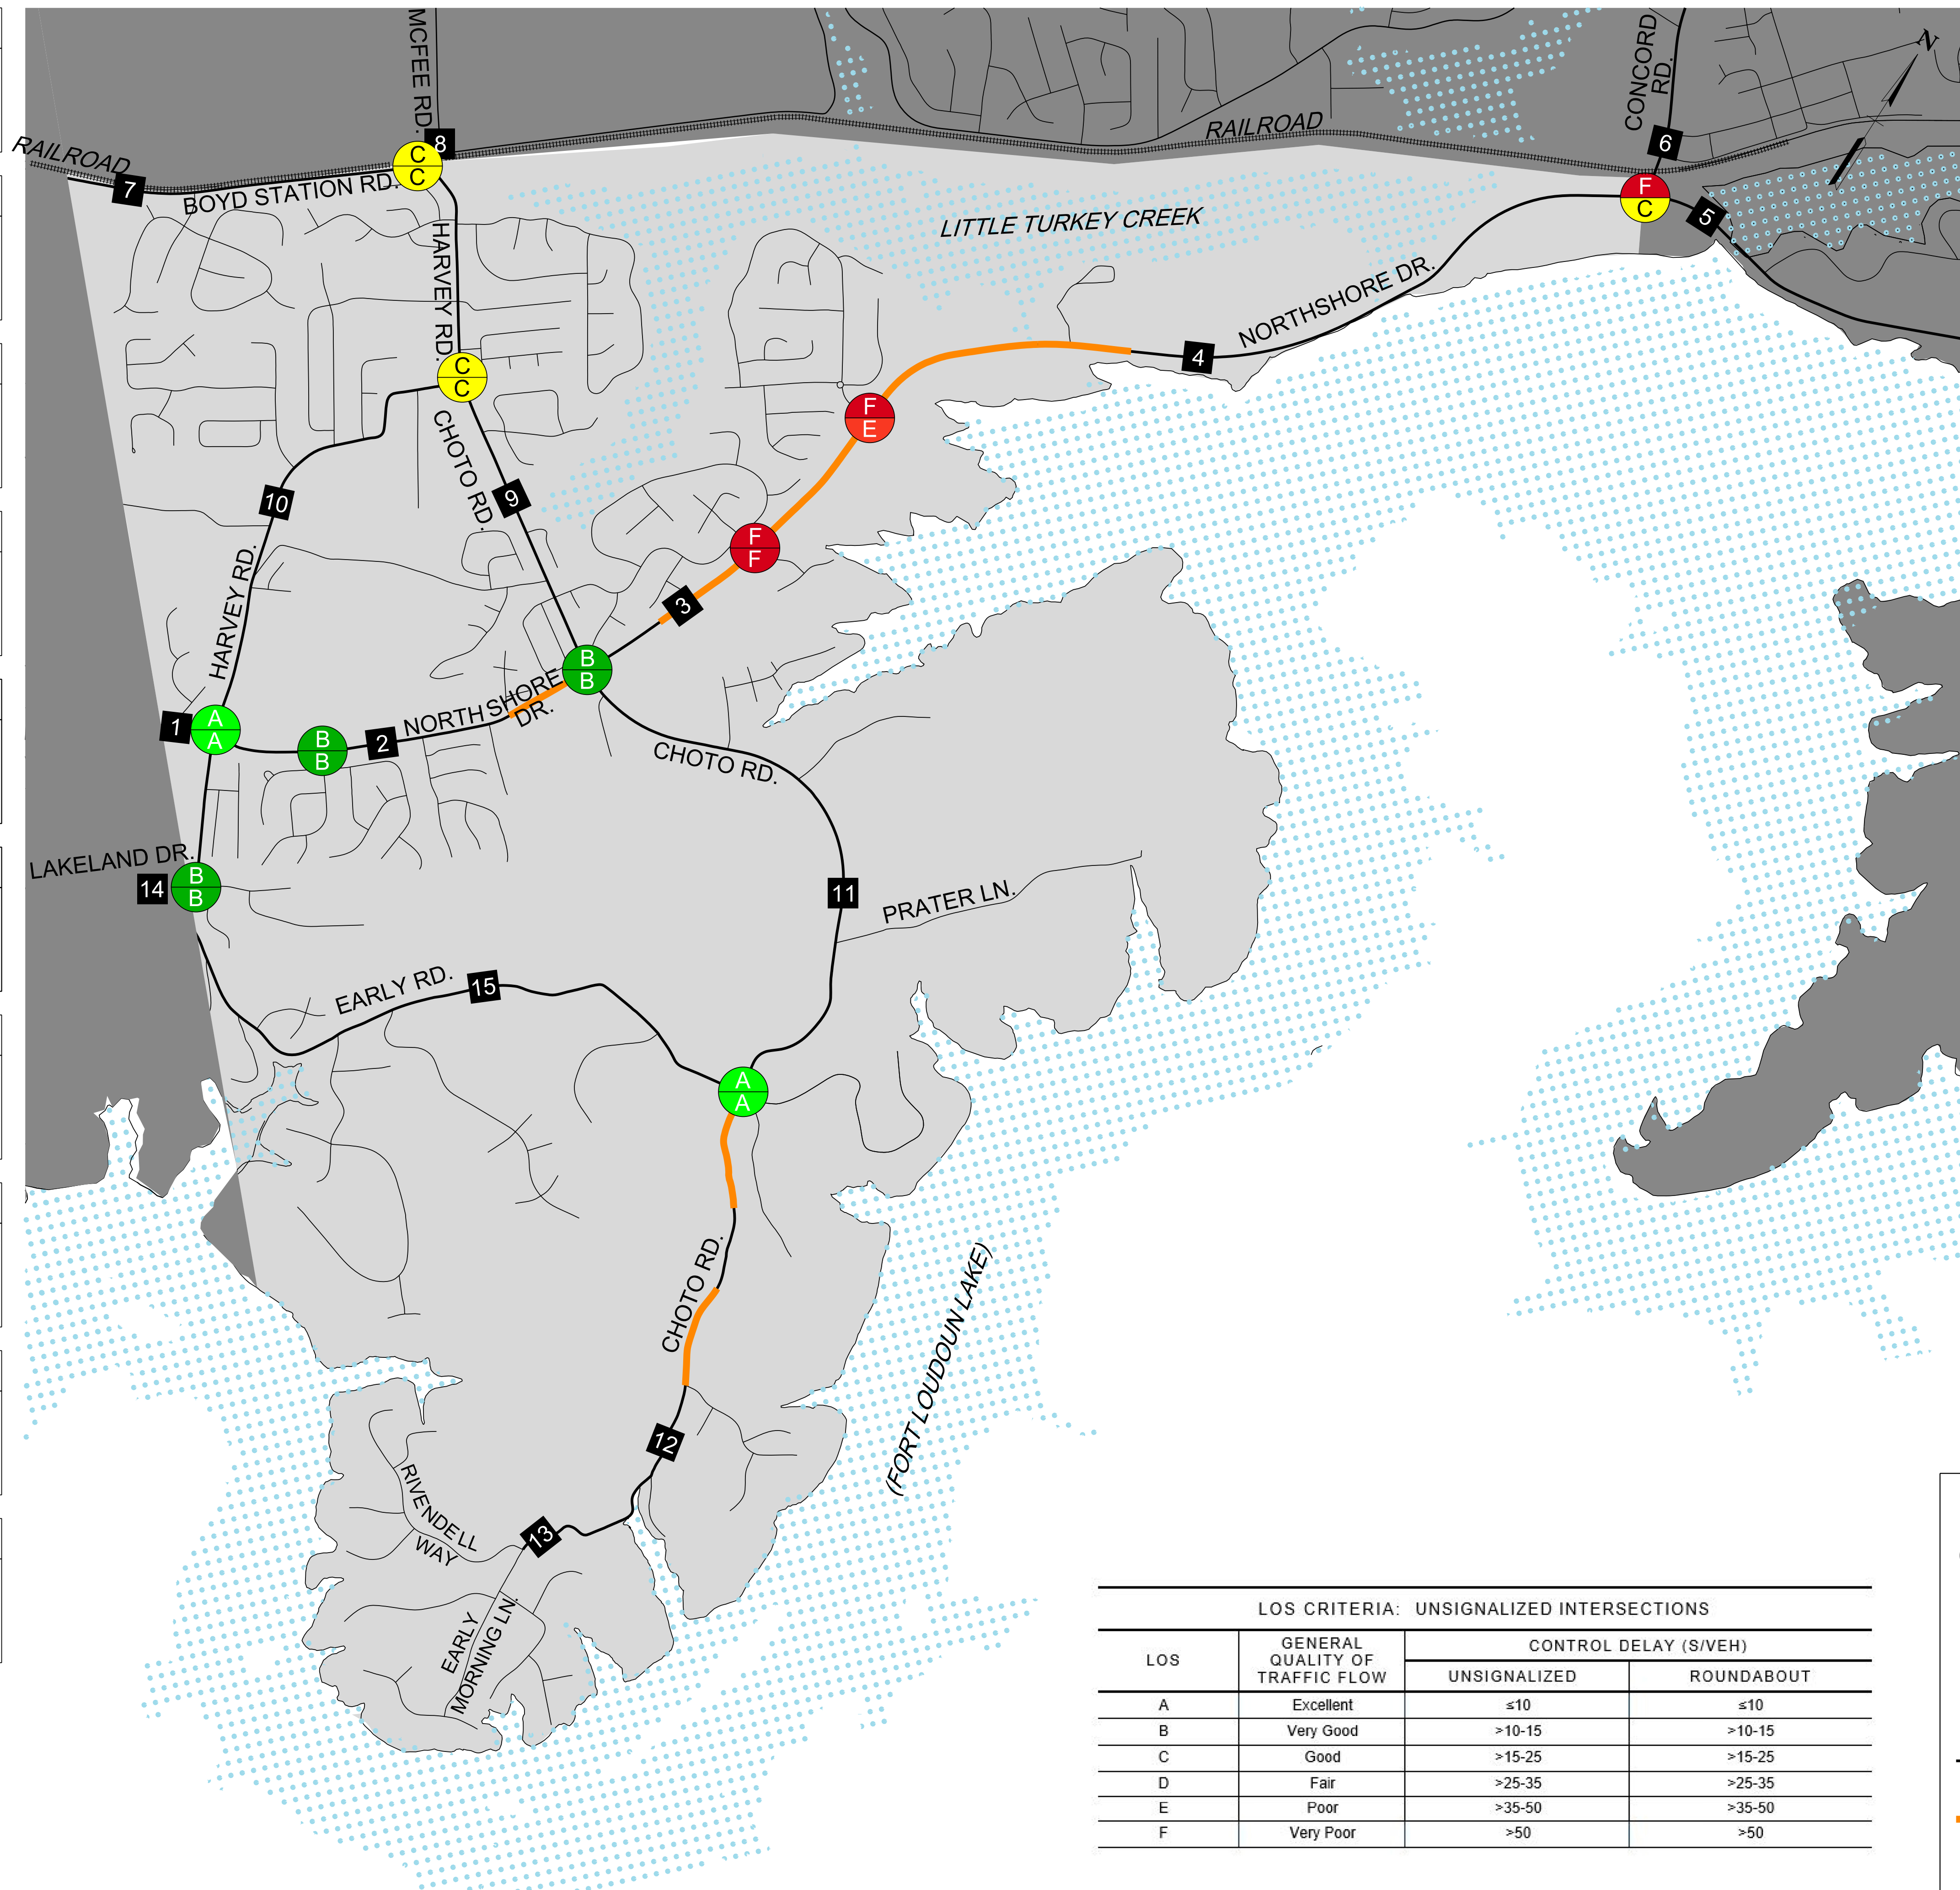 MCFEE RD.
CONCORD
RD.
N
8
6
RAILROAD
RAILROAD
C
C
7
BOYD STATION RD.
F
C
5
LITTLE TURKEY CREEK
HARVEY RD.
NORTHSHORE DR.
4
C
C
CHOTO RD.
F
E
10
9
F
F
HARVEY RD.
3
B
B
NORTHSHORE
DR.
1
A
A
B
B
2
CHOTO RD.
LAKELAND DR.
14
B
B
11
PRATER LN.
EARLY RD.
15
A
A
CHOTO RD.
(FORT LOUDOUN LAKE)
12
RIVENDELL
WAY
13
EARLY
MORNING LN.
LOS CRITERIA: UNSIGNALIZED INTERSECTIONS
LOS
GENERAL
QUALITY OF
TRAFFIC FLOW
CONTROL DELAY (S/VEH)
UNSIGNALIZED ROUNDABOUT
A Excellent ≤10 ≤10
B Very Good >10-15 >10-15
C Good >15-25 >15-25
D Fair >25-35 >25-35
E Poor >35-50 >35-50
F Very Poor >50 >50